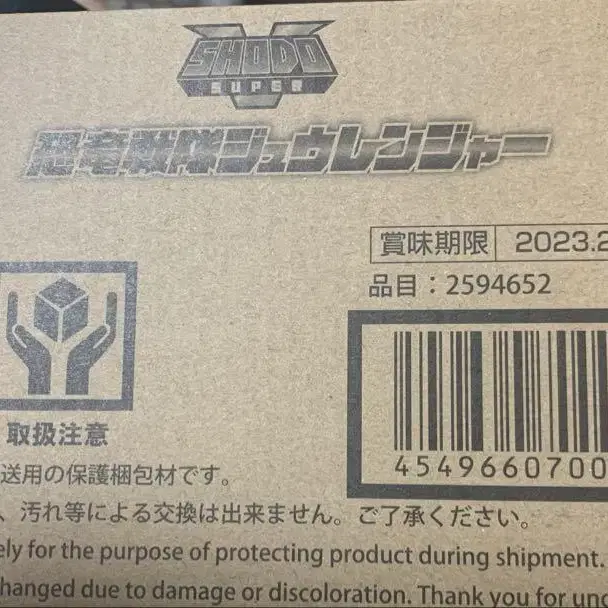 SHODO
SUPER
恐竜戦隊ジュウレンジャー
賞味期限 2023.2
品目：2594652
4549660700
取扱注意
送用の保護梱包材です。
、汚れ等による交換は出来ません。ご了承ください。
ely for the purpose of protecting product during shipment.
changed due to damage or discoloration. Thank you for und